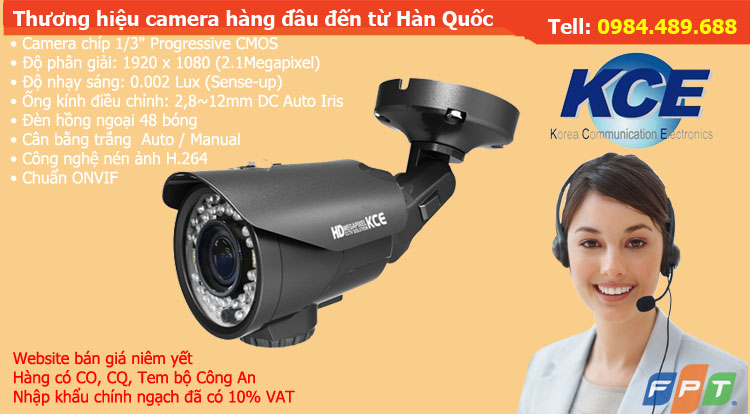 Thương hiệu camera hàng đầu đến từ Hàn Quốc
Tell: 0984.489.688
• Camera chíp 1/3" Progressive CMOS
• Độ phân giải: 1920 x 1080 (2.1Megapixel)
• Độ nhạy sáng: 0.002 Lux (Sense-up)
• Ống kính điều chỉnh: 2,8~12mm DC Auto Iris
• Đèn hồng ngoại 48 bóng
• Cân bằng trắng Auto / Manual
• Công nghệ nén ảnh H.264
• Chuẩn ONVIF
KCE
Korea Communication Electronics
HD MEGAPIXEL CCTV SOLUTION KCE
Website bán giá niêm yết
Hàng có CO, CQ, Tem bộ Công An
Nhập khẩu chính ngạch đã có 10% VAT
FPT